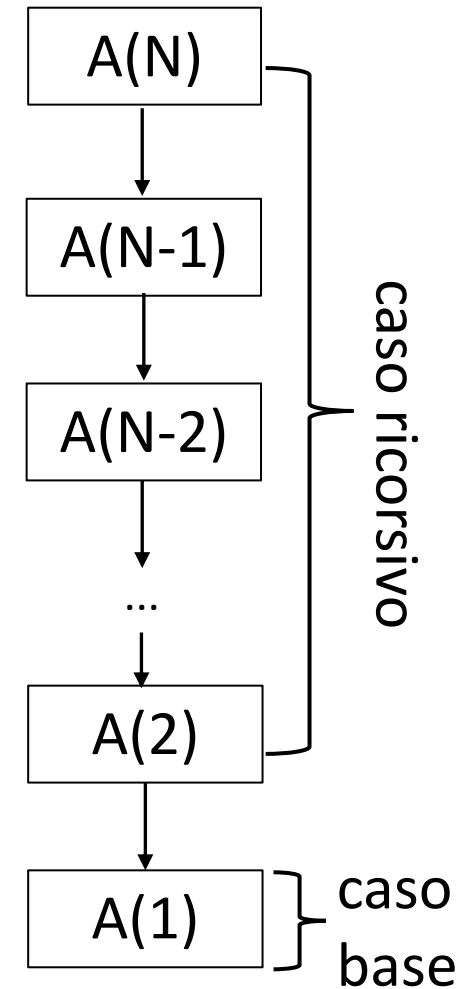 A(N)
A(N-1)
A(N-2)
...
A(2)
caso ricorsivo
A(1)
caso
base